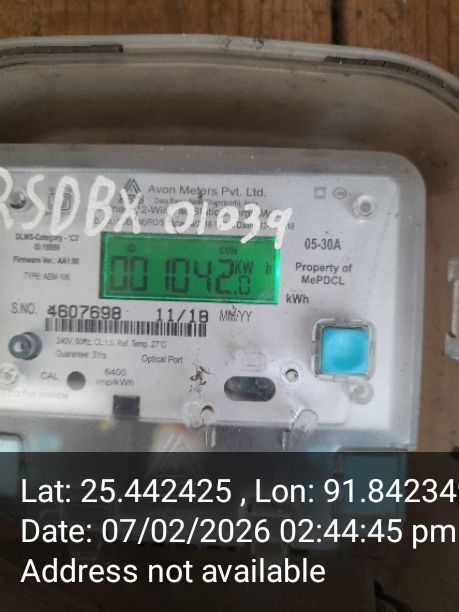 RSDBX 01039
Avon Meters Pvt. Ltd.
DLMS-Category - 'C3'
Firmware Ver.: AA1.00
TYPE: AEM-106
CUM
001042.0 KW h
05-30A
Property of
MePDCL
kWh
S.NO. 4607698 11/18 MM/YY
240V, 50Hz, CL:1.0, Ref. Temp. 27°C
Guarantee: 5Yrs.
Optical Port
CAL
6400
imp/kWh
Lat: 25.442425 , Lon: 91.84234
Date: 07/02/2026 02:44:45 pm
Address not available